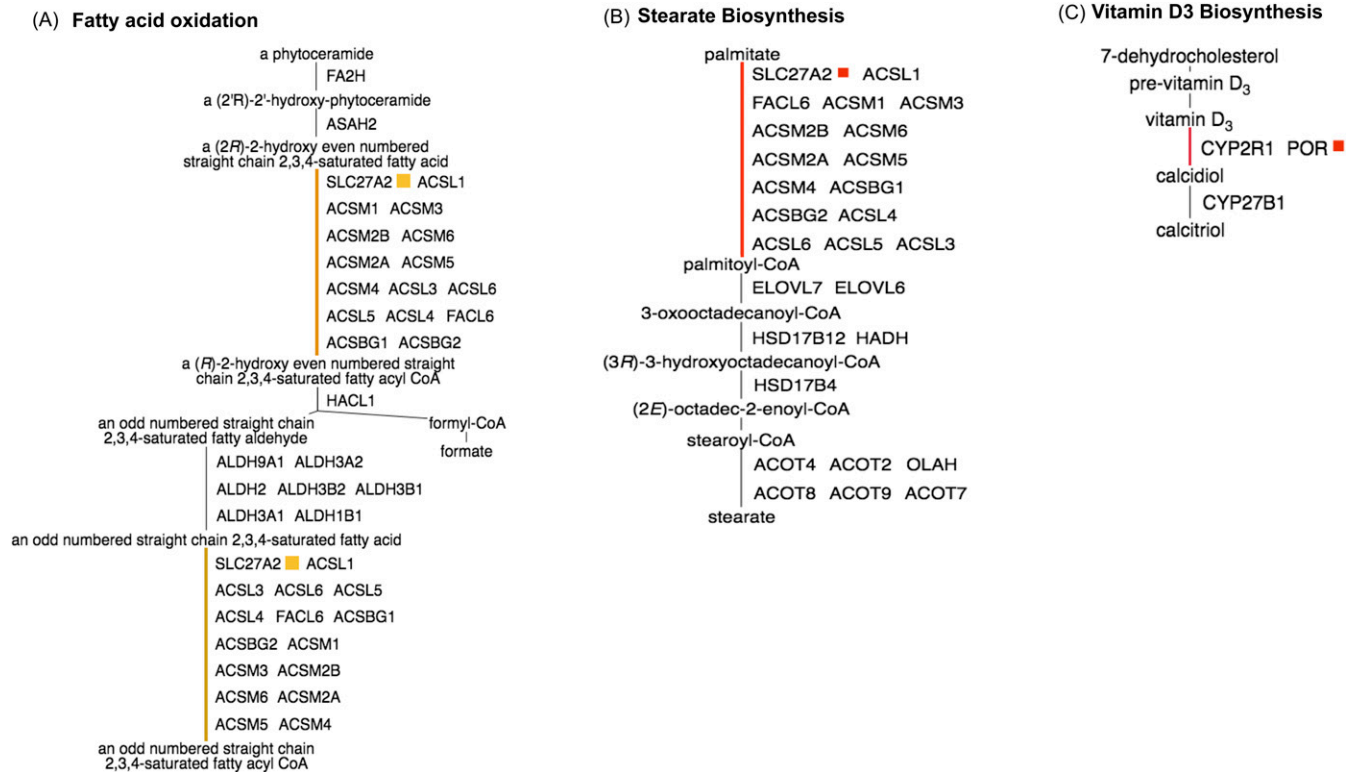 (A) Fatty acid oxidation
a phytoceramide
FA2H
a (2'R)-2'-hydroxy-phytoceramide
ASAH2
a (2R)-2-hydroxy even numbered
straight chain 2,3,4-saturated fatty acid
SLC27A2 ACSL1
ACSM1 ACSM3
ACSM2B ACSM6
ACSM2A ACSM5
ACSM4 ACSL3 ACSL6
ACSL5 ACSL4 FACL6
ACSBG1 ACSBG2
a (R)-2-hydroxy even numbered straight
chain 2,3,4-saturated fatty acyl CoA
HACL1
an odd numbered straight chain
2,3,4-saturated fatty aldehyde
formyl-CoA
formate
ALDH9A1 ALDH3A2
ALDH2 ALDH3B2 ALDH3B1
ALDH3A1 ALDH1B1
an odd numbered straight chain 2,3,4-saturated fatty acid
SLC27A2 ACSL1
ACSL3 ACSL6 ACSL5
ACSL4 FACL6 ACSBG1
ACSBG2 ACSM1
ACSM3 ACSM2B
ACSM6 ACSM2A
ACSM5 ACSM4
an odd numbered straight chain
2,3,4-saturated fatty acyl CoA
(B) Stearate Biosynthesis
palmitate
SLC27A2 ACSL1
FACL6 ACSM1 ACSM3
ACSM2B ACSM6
ACSM2A ACSM5
ACSM4 ACSBG1
ACSBG2 ACSL4
ACSL6 ACSL5 ACSL3
palmitoyl-CoA
ELOVL7 ELOVL6
3-oxooctadecanoyl-CoA
HSD17B12 HADH
(3R)-3-hydroxyoctadecanoyl-CoA
HSD17B4
(2E)-octadec-2-enoyl-CoA
stearoyl-CoA
ACOT4 ACOT2 OLAH
ACOT8 ACOT9 ACOT7
stearate
(C) Vitamin D3 Biosynthesis
7-dehydrocholesterol
pre-vitamin D3
vitamin D3
CYP2R1 POR
calcidiol
CYP27B1
calcitriol